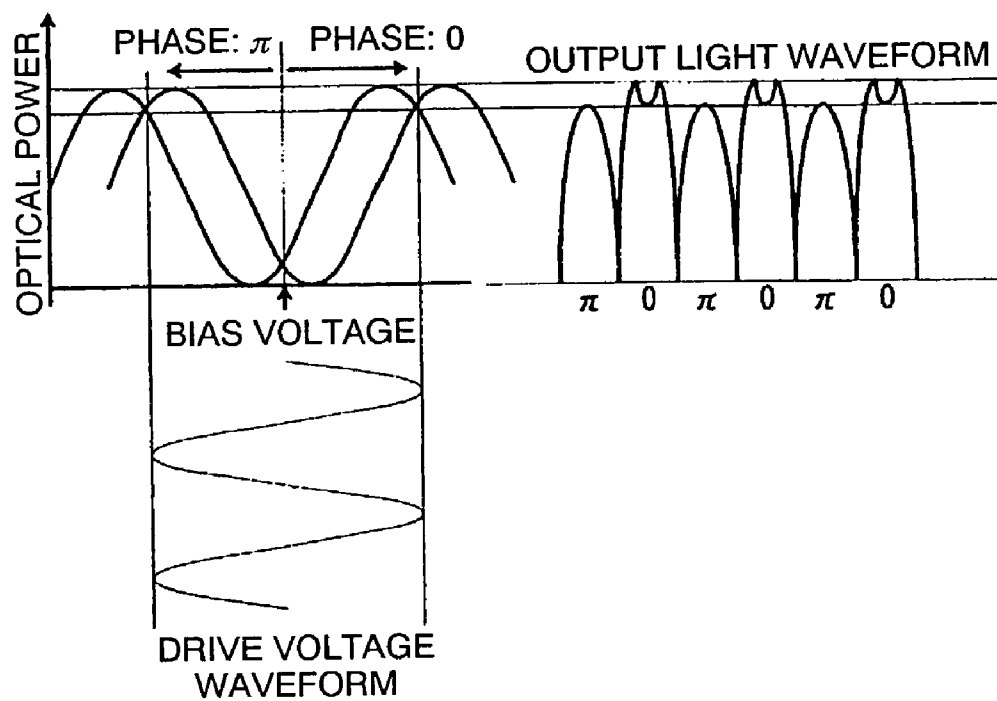 OPTICAL POWER
PHASE: π
PHASE: 0
OUTPUT LIGHT WAVEFORM
π 0 π 0 π 0
BIAS VOLTAGE
DRIVE VOLTAGE
WAVEFORM